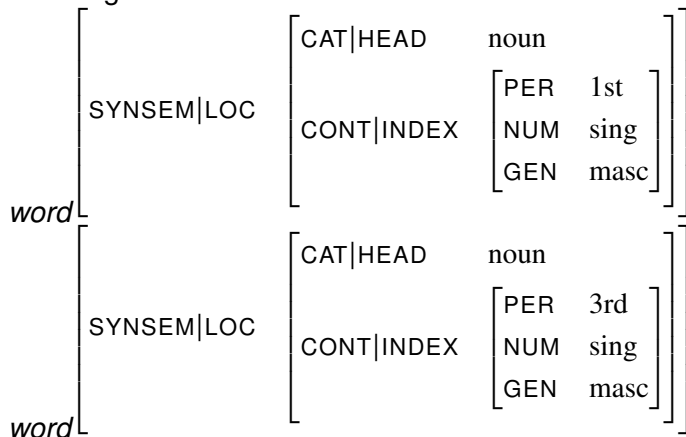 CAT|HEAD noun
PER 1st
SYNSEM|LOC
CONT|INDEX NUM sing
GEN masc
word
CAT|HEAD noun
PER 3rd
SYNSEM|LOC
CONT|INDEX NUM sing
GEN masc
word